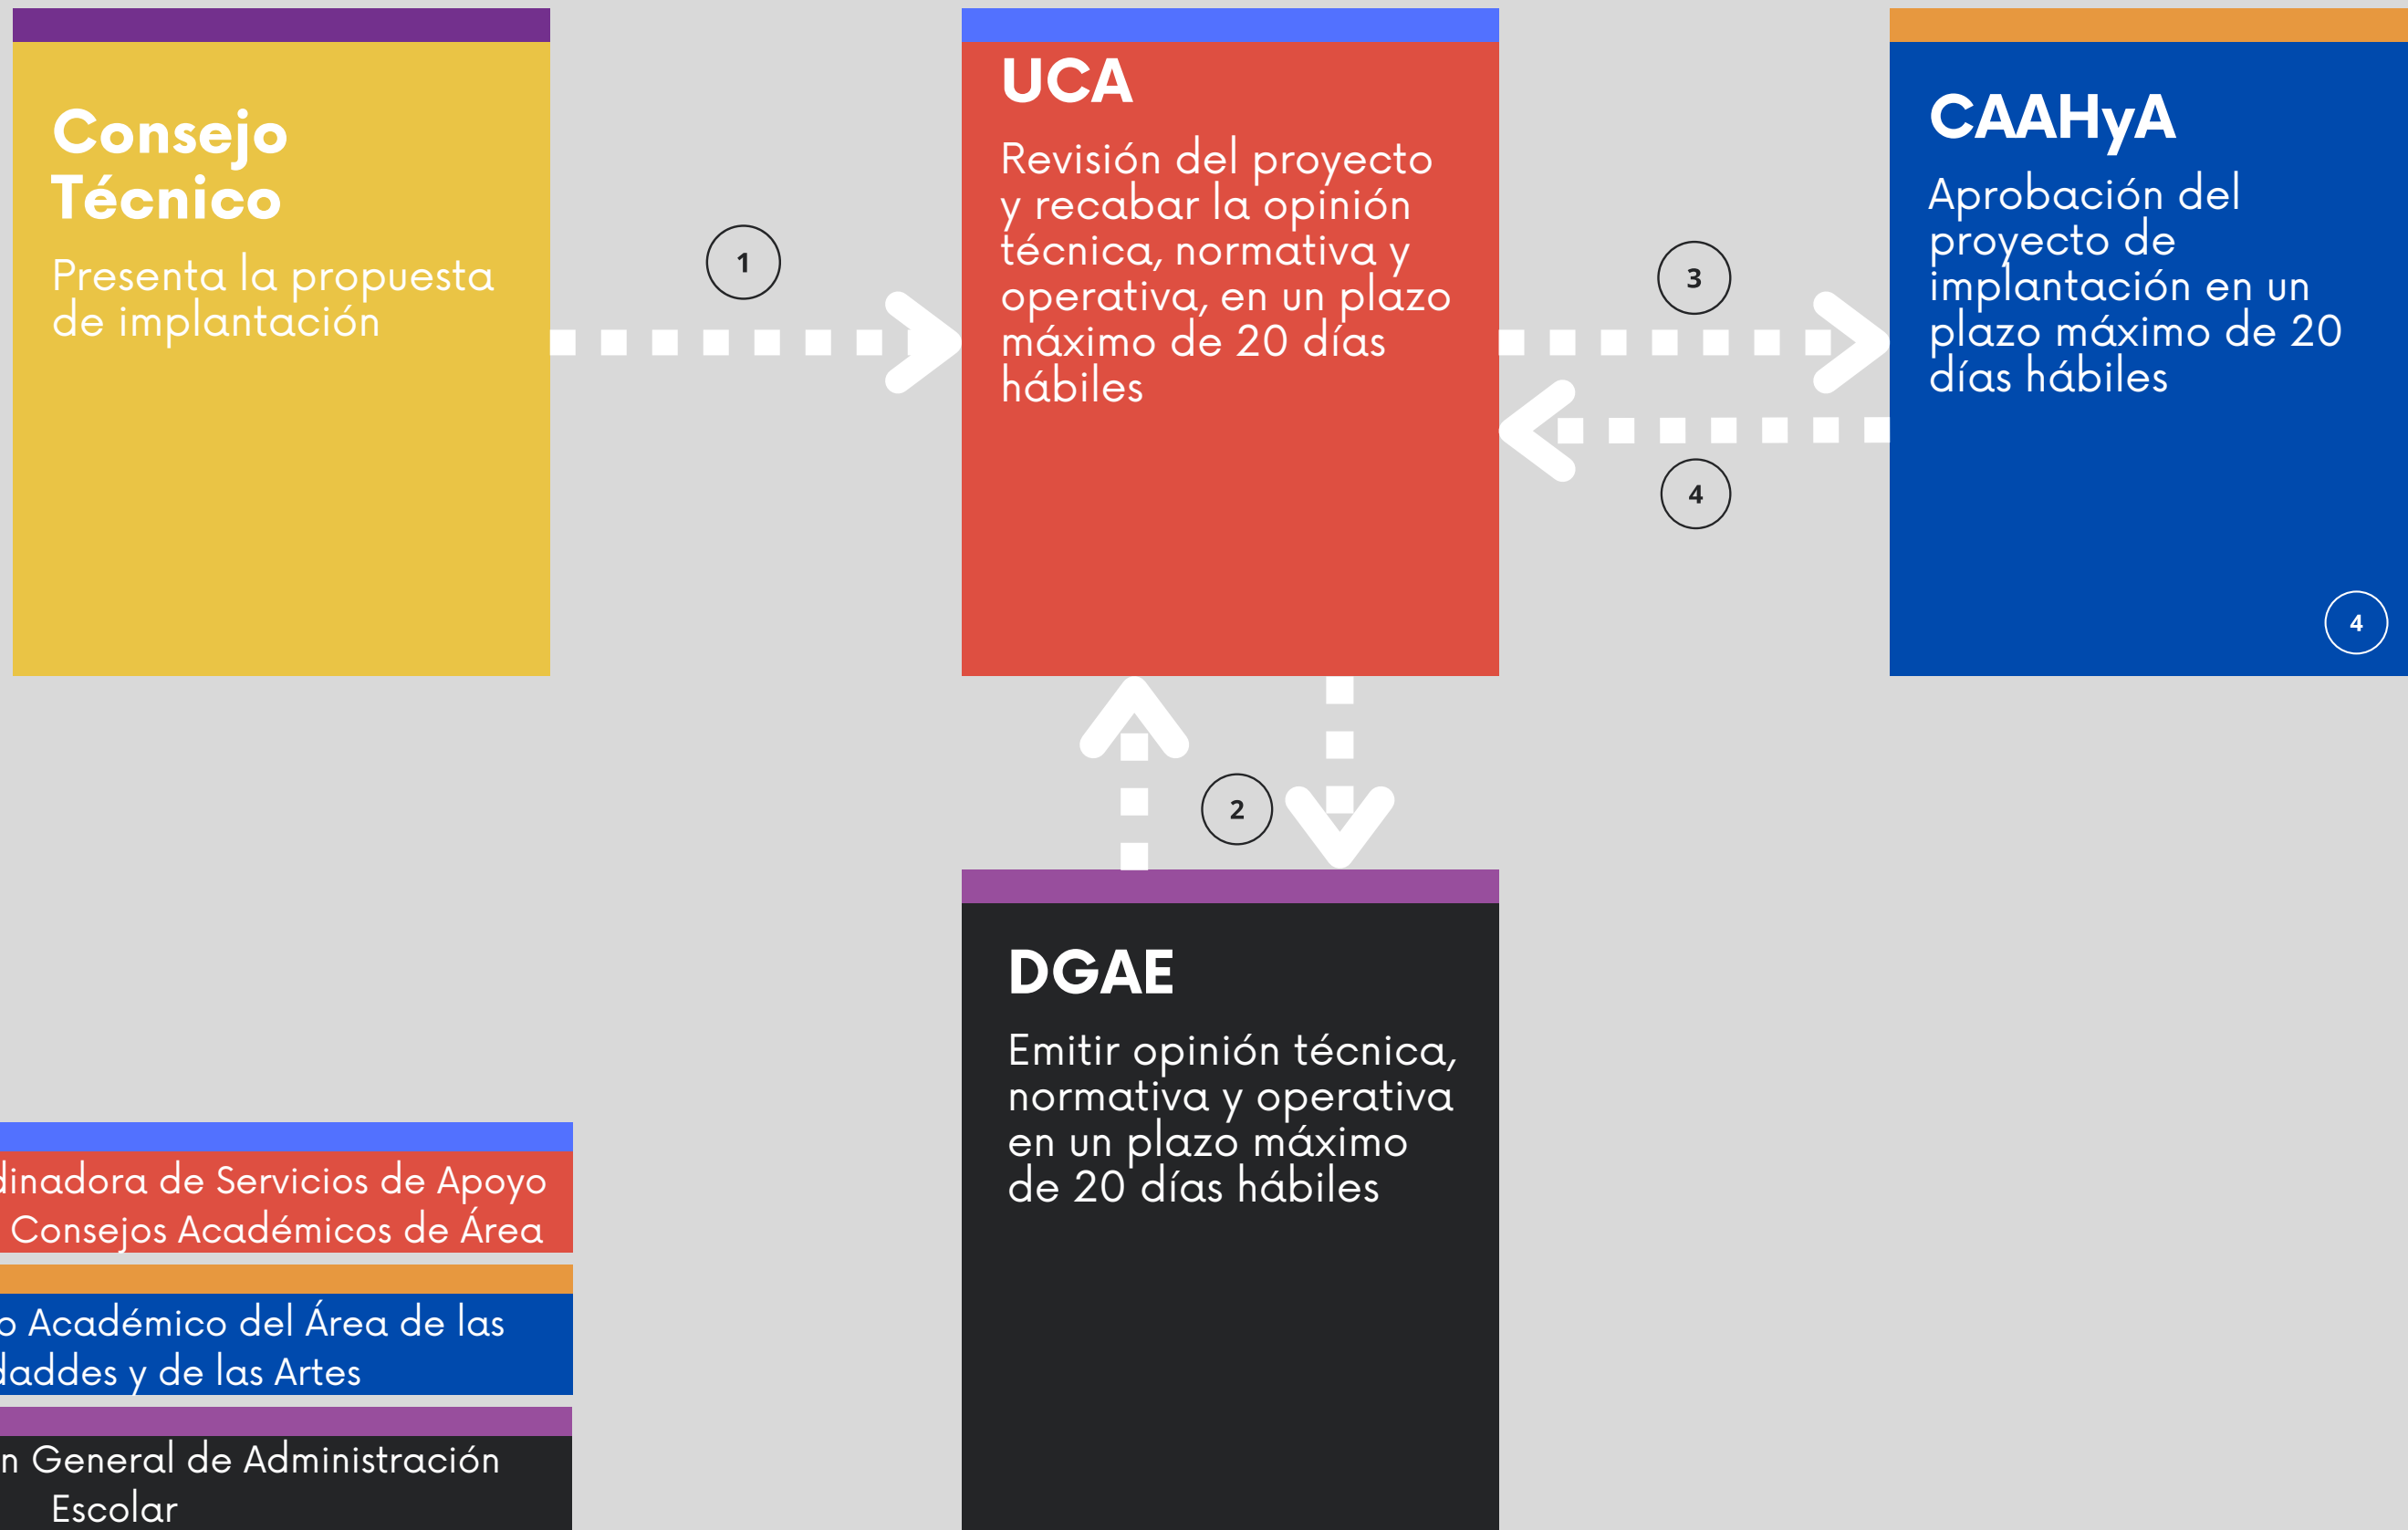 Consejo
Técnico
Presenta la propuesta
de implantación
1
UCA
Revisión del proyecto
y recabar la opinión
técnica, normativa y
operativa, en un plazo
máximo de 20 días
hábiles
3
4
CAAHyA
Aprobación del
proyecto de
implantación en un
plazo máximo de 20
días hábiles
4
2
DGAE
Emitir opinión técnica,
normativa y operativa
en un plazo máximo
de 20 días hábiles
dinadora de Servicios de Apoyo
Consejos Académicos de Área
o Académico del Área de las
daddes y de las Artes
n General de Administración
Escolar